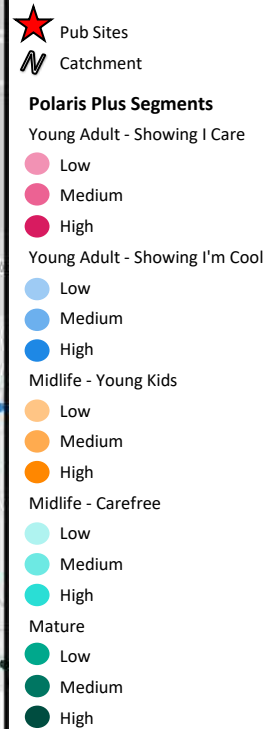 Pub Sites
Catchment
Polaris Plus Segments
Young Adult - Showing I Care
Low
Medium
High
Young Adult - Showing I'm Cool
Low
Medium
High
Midlife - Young Kids
Low
Medium
High
Midlife - Carefree
Low
Medium
High
Mature
Low
Medium
High